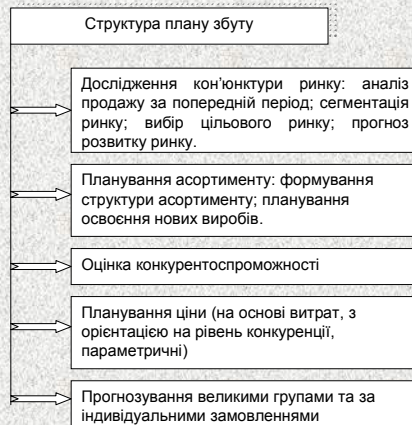 Структура плану збуту
Дослідження кон'юнктури ринку: аналіз
продажу за попередній період; сегментація
ринку; вибір цільового ринку; прогноз
розвитку ринку.
Планування асортименту: формування
структури асортименту; планування
освоєння нових виробів.
Оцінка конкурентоспроможності
Планування ціни (на основі витрат, з
орієнтацією на рівень конкуренції,
параметричні)
Прогнозування великими групами та за
індивідуальними замовленнями